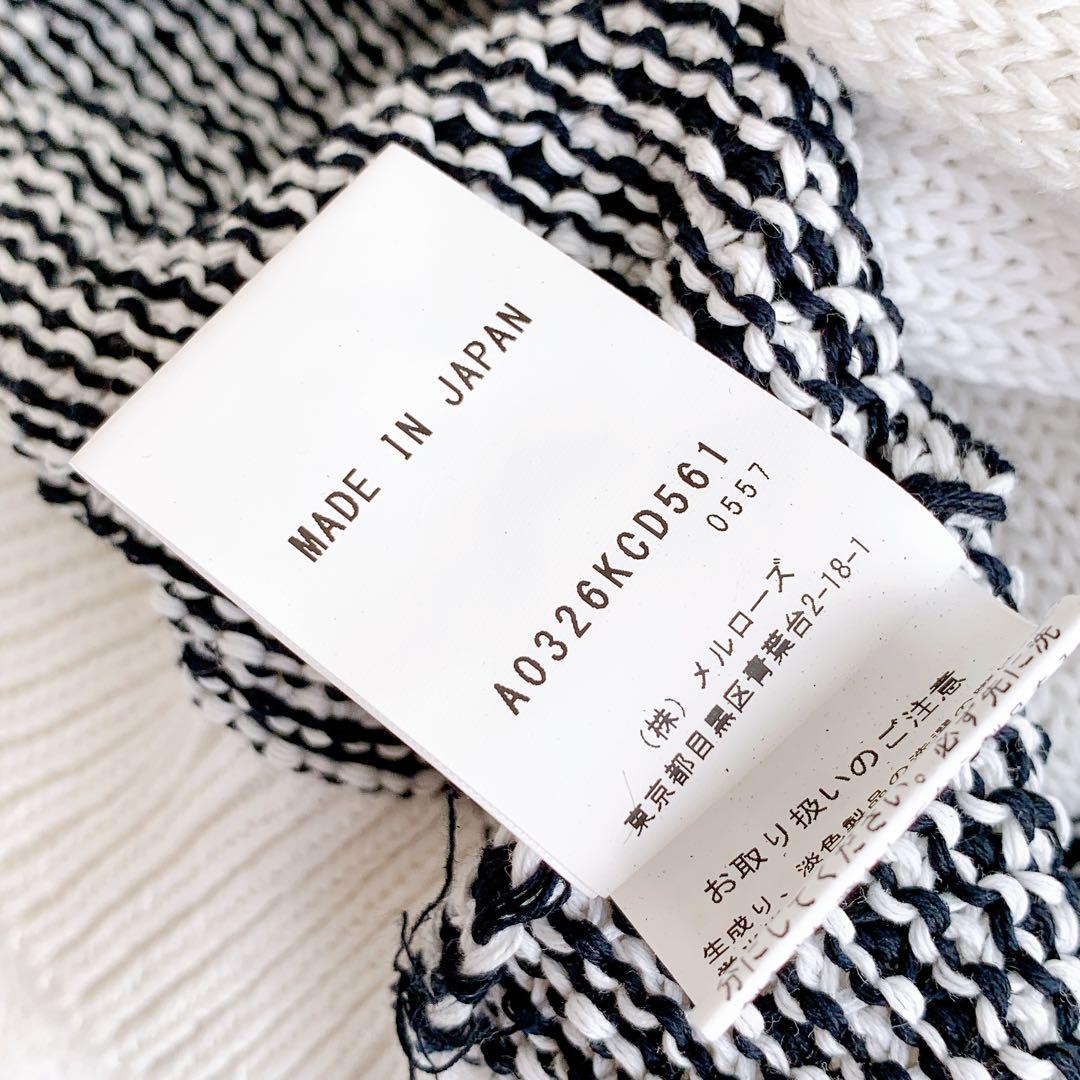 MADE IN JAPAN
A0326KCD561
0557
(株) メルローズ
東京都目黒区青葉台2-18-1
お取り扱いのご注意
生成り、淡色製品の
分にしてください。必ず先に洗